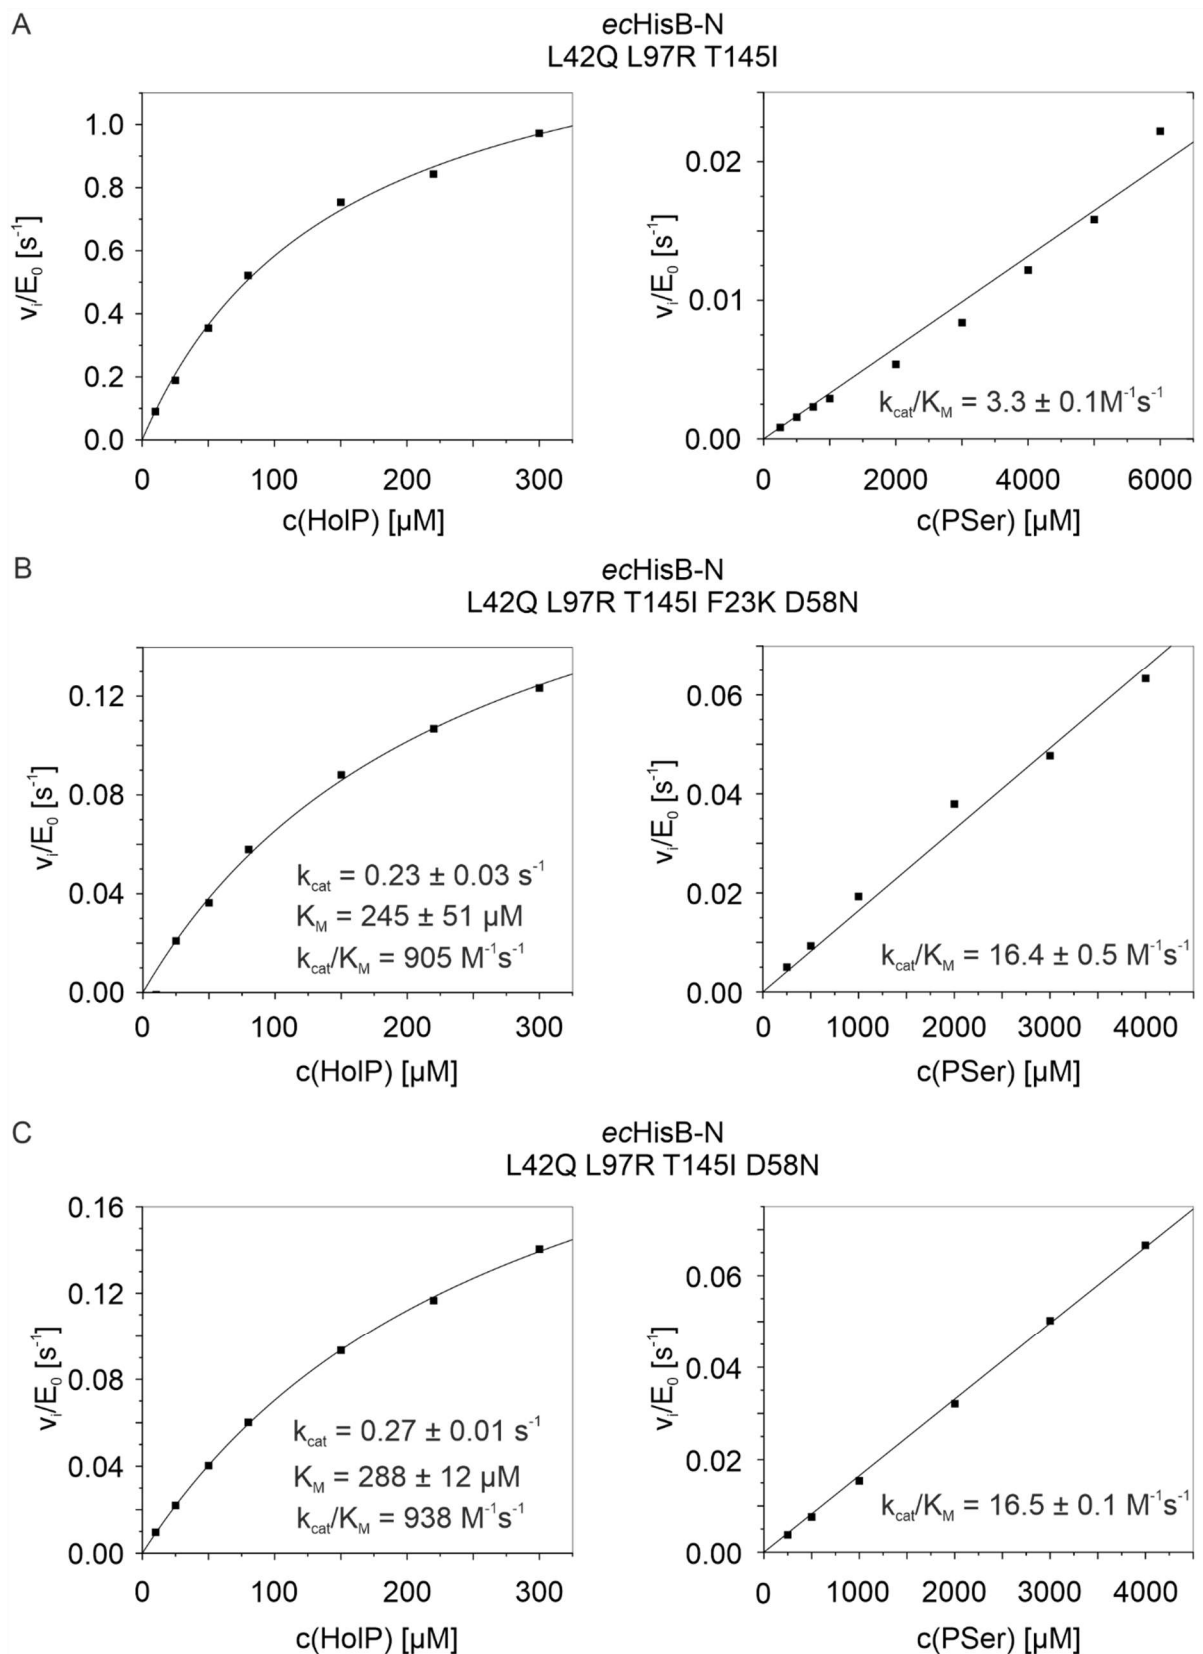 A
ecHisB-N
L42Q L97R T145I
1.0
0.8
0.6
0.4
0.2
0.0
vi/E0 [s-1]
0 100 200 300
c(HolP) [µM]
0.02
0.01
0.00
vi/E0 [s-1]
kcat/KM = 3.3 ± 0.1M-1s-1
0 2000 4000 6000
c(PSer) [µM]
B
ecHisB-N
L42Q L97R T145I F23K D58N
0.12
0.08
0.04
0.00
vi/E0 [s-1]
kcat = 0.23 ± 0.03 s-1
KM = 245 ± 51 µM
kcat/KM = 905 M-1s-1
0 100 200 300
c(HolP) [µM]
0.06
0.04
0.02
0.00
vi/E0 [s-1]
kcat/KM = 16.4 ± 0.5 M-1s-1
0 1000 2000 3000 4000
c(PSer) [µM]
C
ecHisB-N
L42Q L97R T145I D58N
0.16
0.12
0.08
0.04
0.00
vi/E0 [s-1]
kcat = 0.27 ± 0.01 s-1
KM = 288 ± 12 µM
kcat/KM = 938 M-1s-1
0 100 200 300
c(HolP) [µM]
0.06
0.04
0.02
0.00
vi/E0 [s-1]
kcat/KM = 16.5 ± 0.1 M-1s-1
0 1000 2000 3000 4000
c(PSer) [µM]